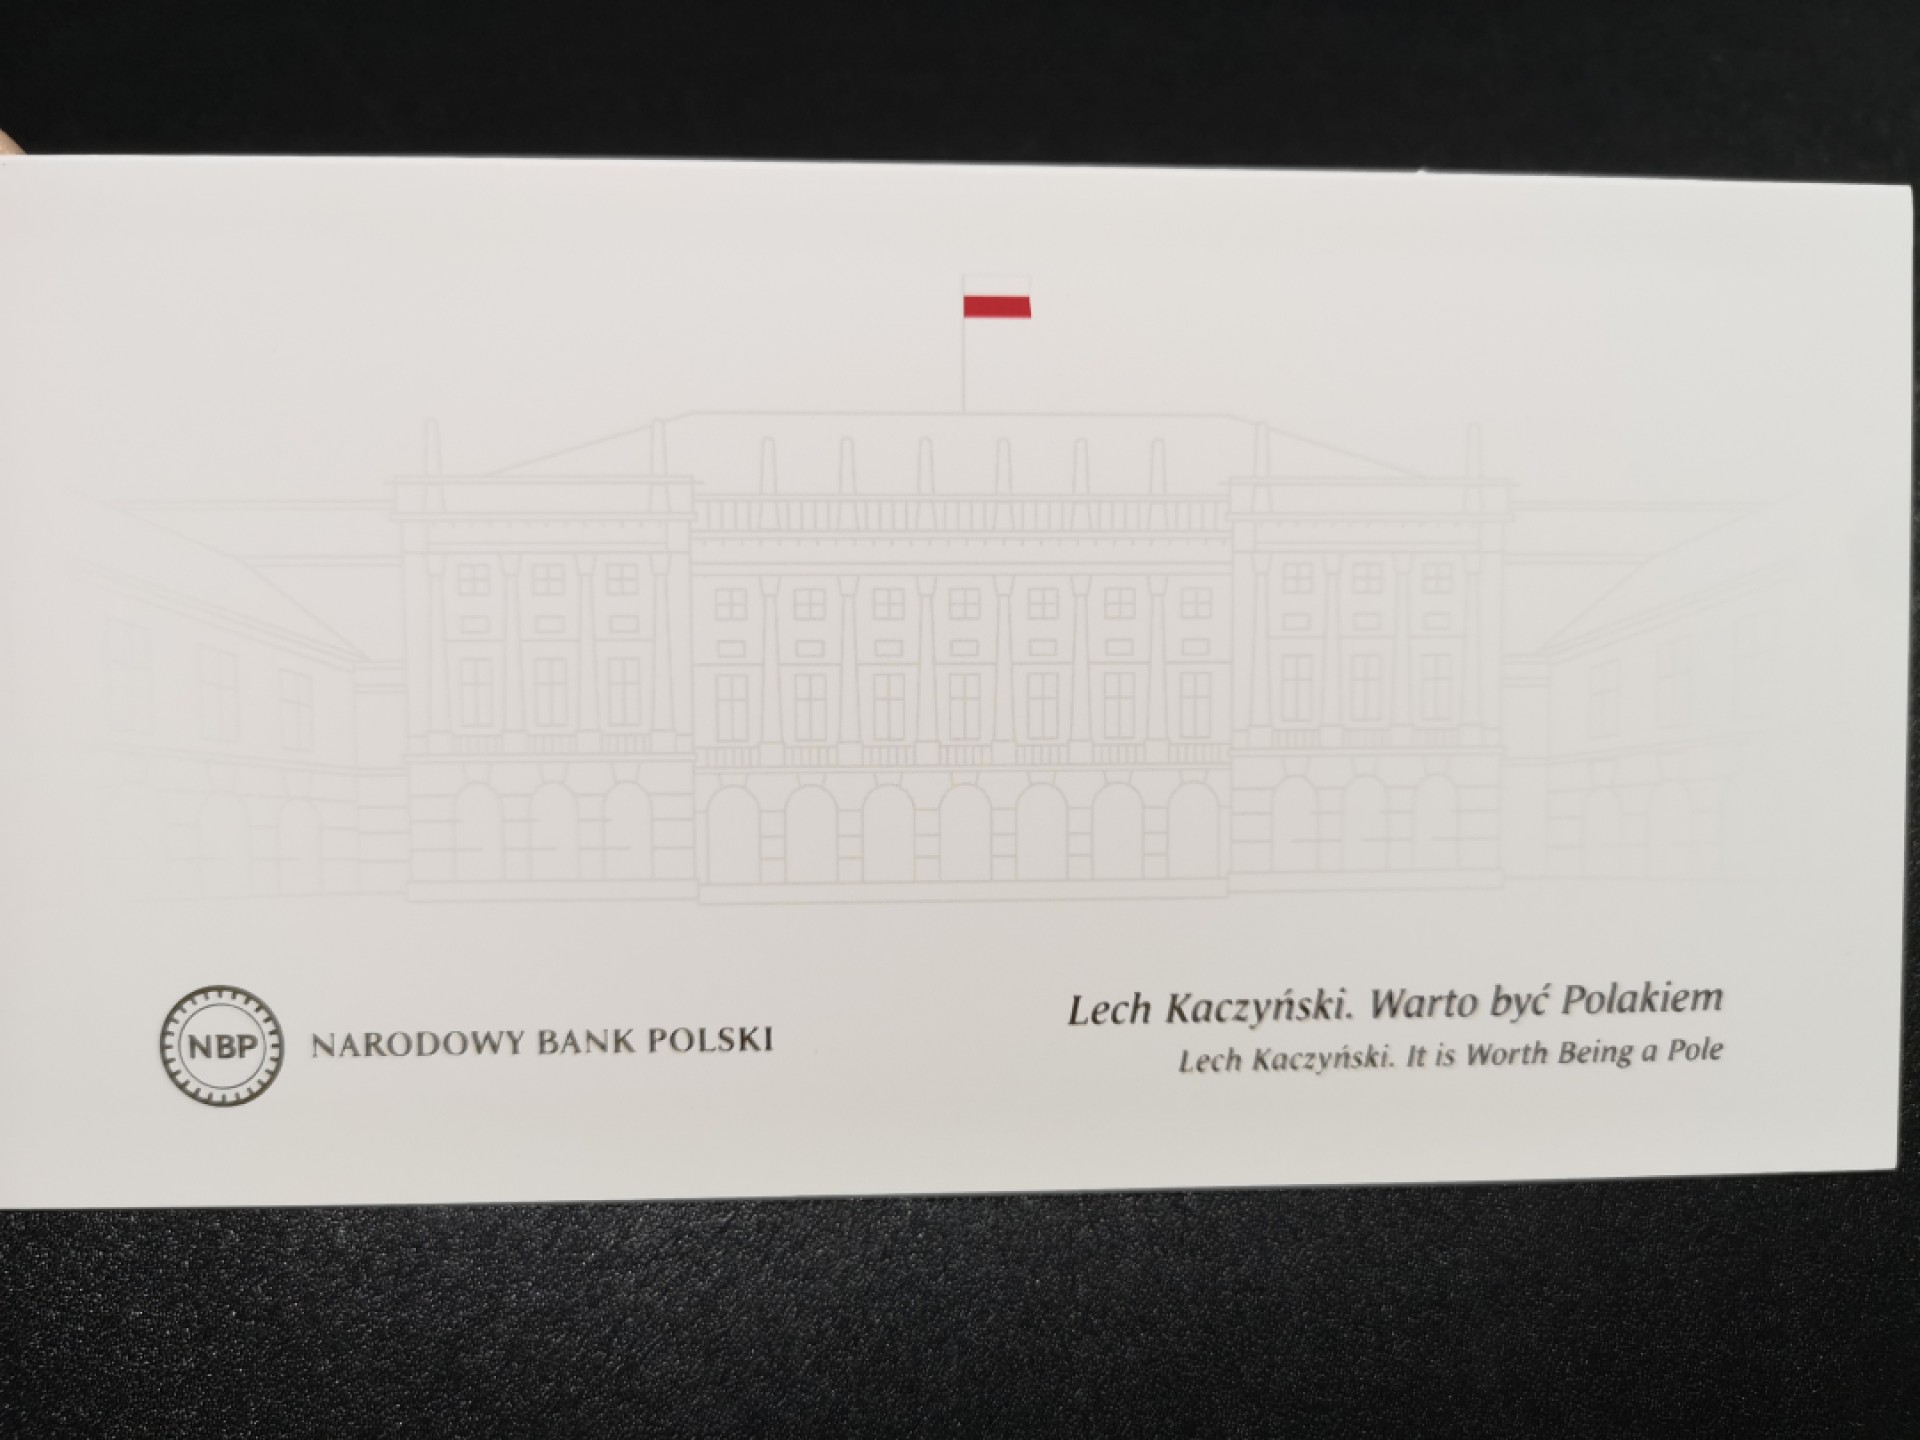 NBP
NARODOWY BANK POLSKI
Lech Kaczyński. Warto być Polakiem
Lech Kaczyński. It is Worth Being a Pole